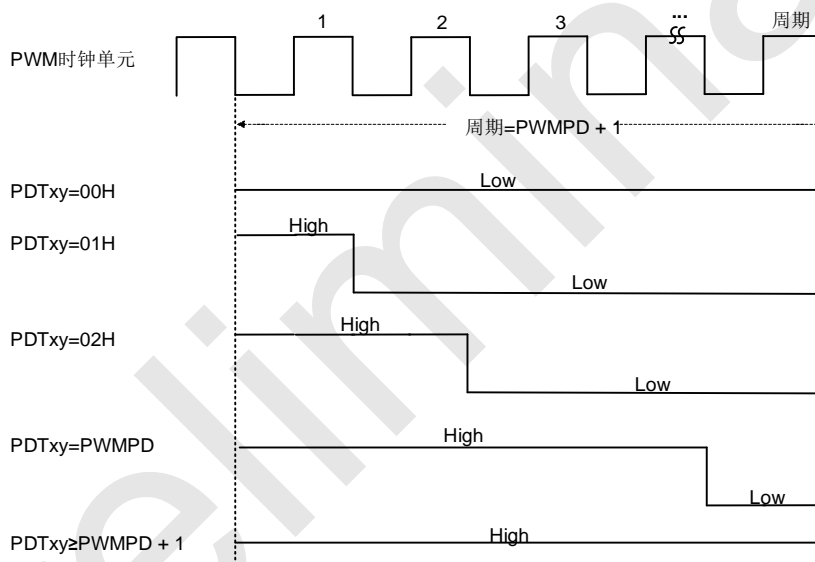 1 2 3 ... 周期
PWM时钟单元
周期=PWMPD + 1
PDTxy=00H
Low
PDTxy=01H
High
Low
PDTxy=02H
High
Low
PDTxy=PWMPD
High
Low
PDTxy≥PWMPD + 1
High